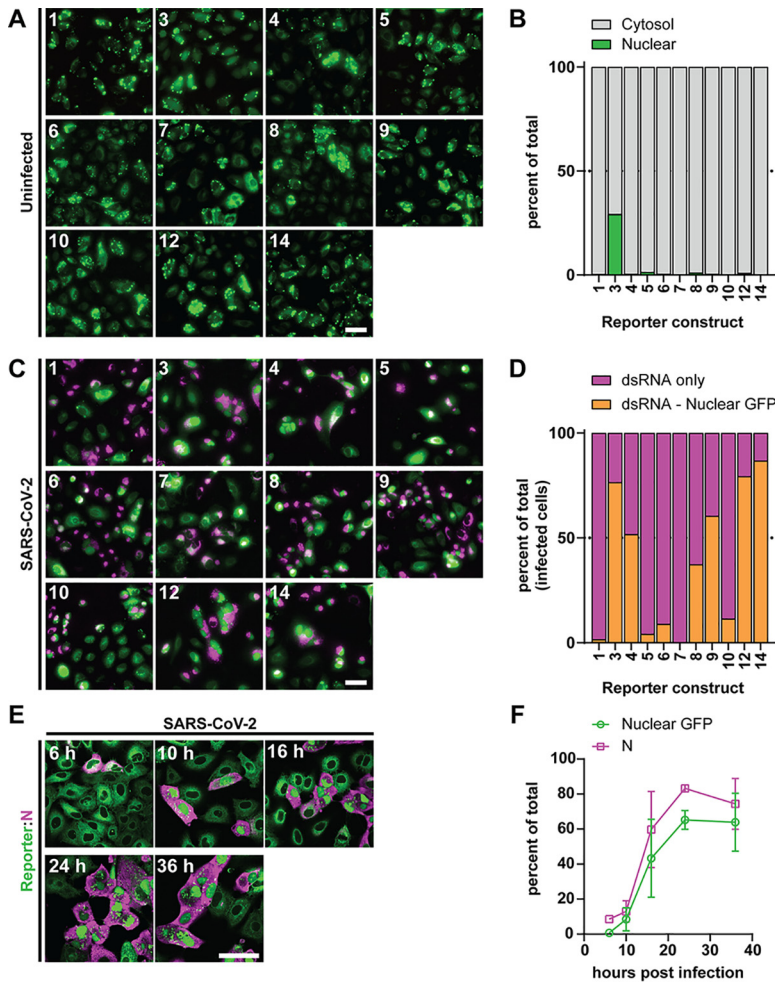 A
Uninfected
1 3 4 5
6 7 8 9
10 12 14
B
Cytosol
Nuclear
percent of total
100
50
0
1 3 4 5 6 7 8 9 10 12 14
Reporter construct
C
SARS-CoV-2
1 3 4 5
6 7 8 9
10 12 14
D
dsRNA only
dsRNA - Nuclear GFP
percent of total
(infected cells)
100
50
0
1 3 4 5 6 7 8 9 10 12 14
Reporter construct
E
SARS-CoV-2
Reporter:N
6 h 10 h 16 h
24 h 36 h
F
Nuclear GFP
N
percent of total
100
80
60
40
20
0
0 10 20 30 40
hours post infection